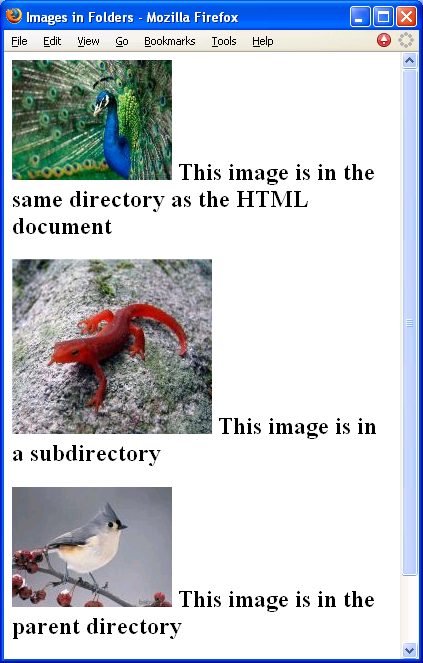 Images in Folders - Mozilla Firefox
File Edit View Go Bookmarks Tools Help
This image is in the
same directory as the HTML
document
This image is in
a subdirectory
This image is in the
parent directory